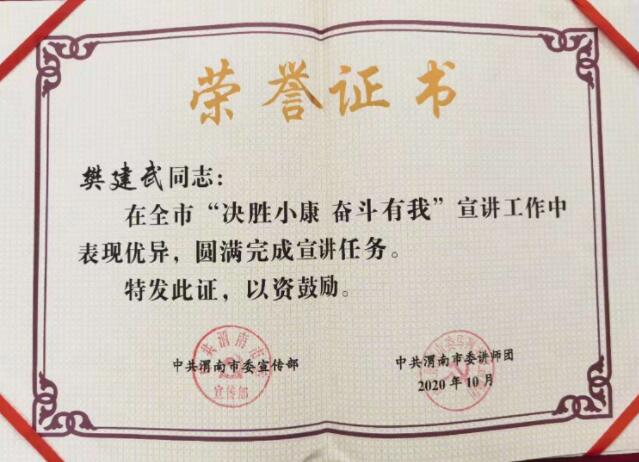 荣誉证书
樊建武同志：
在全市“决胜小康 奋斗有我”宣讲工作中
表现优异，圆满完成宣讲任务。
特发此证，以资鼓励。
中共渭南市委宣传部
中共渭南市委讲师团
2020年10月
宣传部